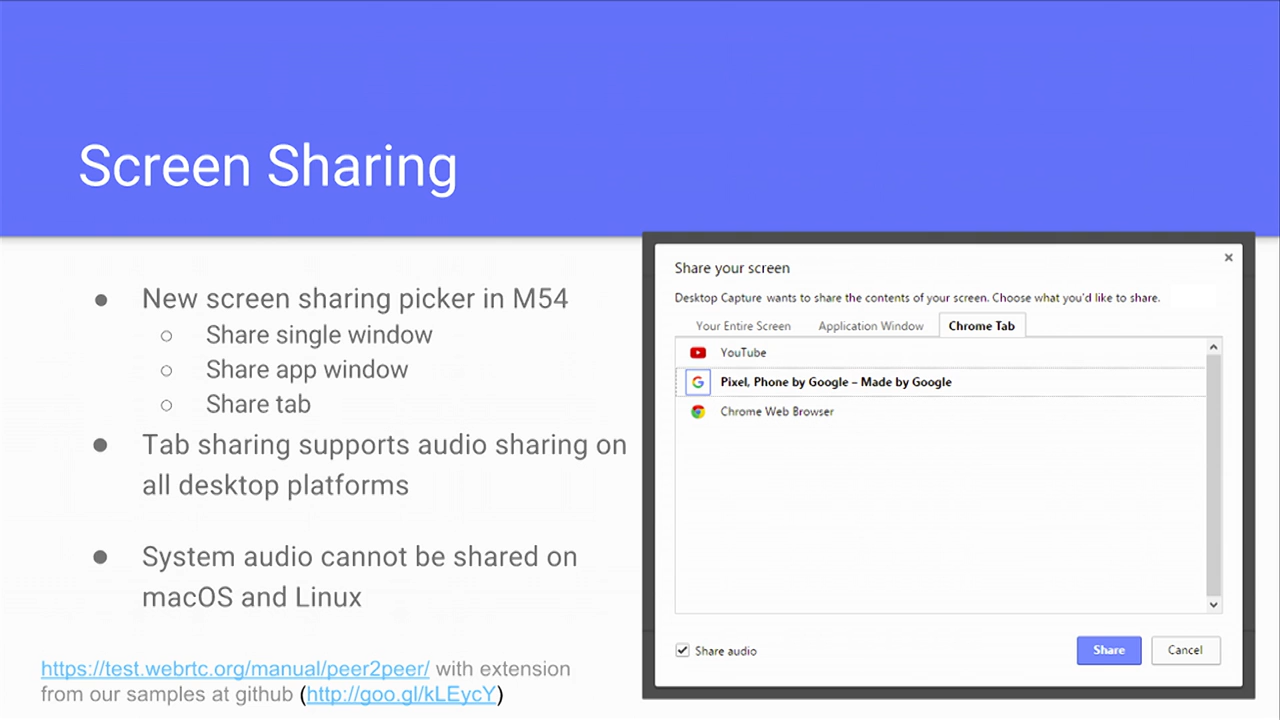 Screen Sharing
● New screen sharing picker in M54
○ Share single window
○ Share app window
○ Share tab
● Tab sharing supports audio sharing on
all desktop platforms
● System audio cannot be shared on
macOS and Linux
https://test.webrtc.org/manual/peer2peer/ with extension
from our samples at github (http://goo.gl/kLEycY)
Share your screen
Desktop Capture wants to share the contents of your screen. Choose what you'd like to share.
Your Entire Screen Application Window Chrome Tab
YouTube
Pixel, Phone by Google – Made by Google
Chrome Web Browser
Share audio Share Cancel